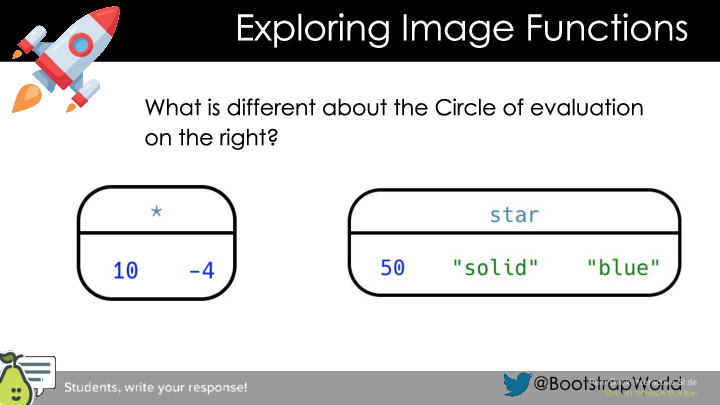 Exploring Image Functions
What is different about the Circle of evaluation
on the right?
*
10 -4
star
50 "solid" "blue"
Students, write your response!
@BootstrapWorld